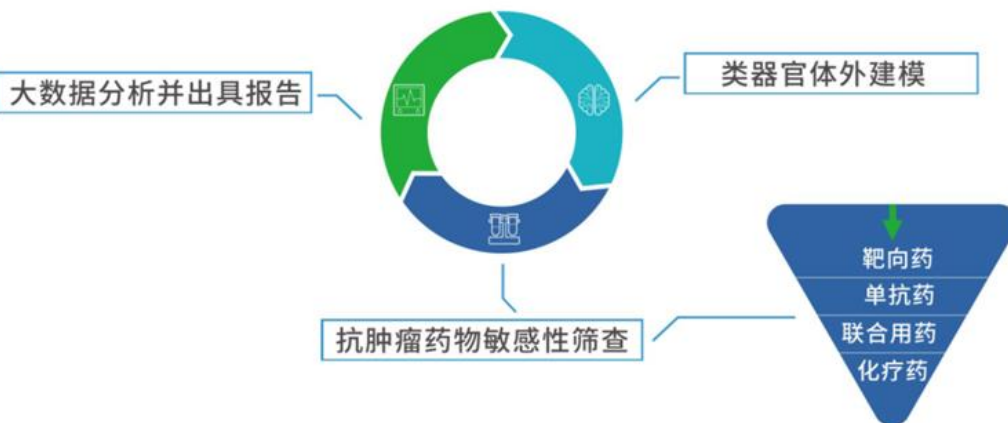 类器官体外建模
大数据分析并出具报告
靶向药
单抗药
联合用药
化疗药
抗肿瘤药物敏感性筛查